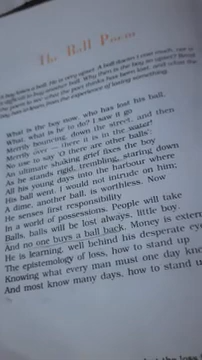 The Ball Poem
What is the boy now, who has lost his ball,
What, what is he to do? I saw it go
Merrily bouncing, down the street, and then
Merrily over — there it is in the water!
No use to say 'O there are other balls':
An ultimate shaking grief fixes the boy
As he stands rigid, trembling, staring down
All his young days into the harbour where
His ball went. I would not intrude on him;
A dime, another ball, is worthless. Now
He senses first responsibility
In a world of possessions. People will take
Balls, balls will be lost always, little boy.
And no one buys a ball back. Money is extern
He is learning, well behind his desperate eye
The epistemology of loss, how to stand up
Knowing what every man must one day kno
And most know many days, how to stand u